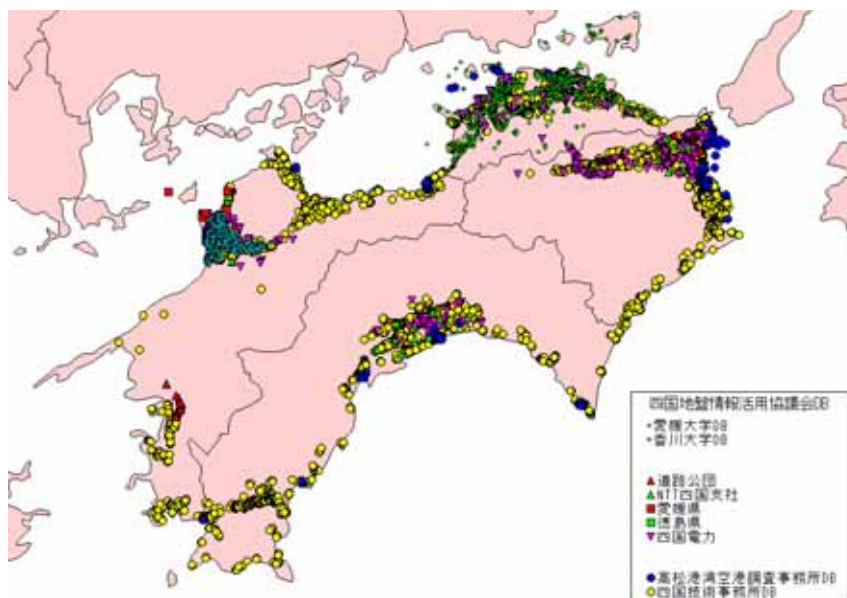 四国地盤情報活用協議会DB
愛媛大学DB
香川大学DB
道路公団
NTT四国支社
愛媛県
徳島県
四国電力
高松港湾空港調査事務所DB
四国技術事務所DB